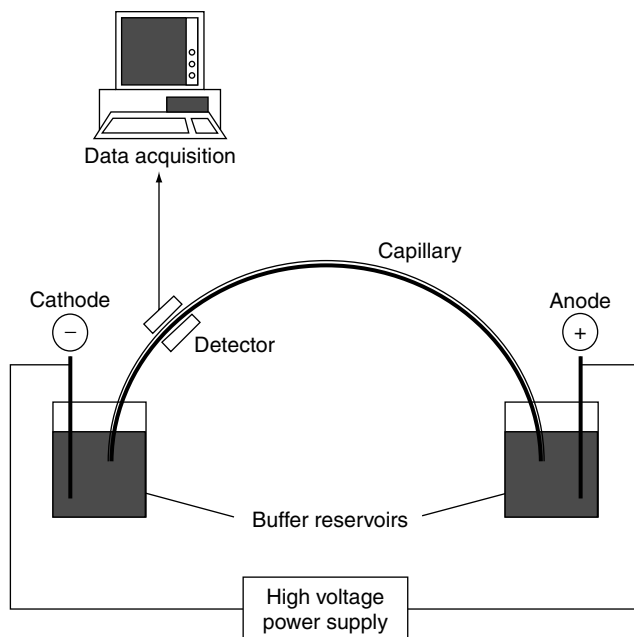 Data acquisition
Capillary
Cathode
Anode
−
+
Detector
Buffer reservoirs
High voltage
power supply